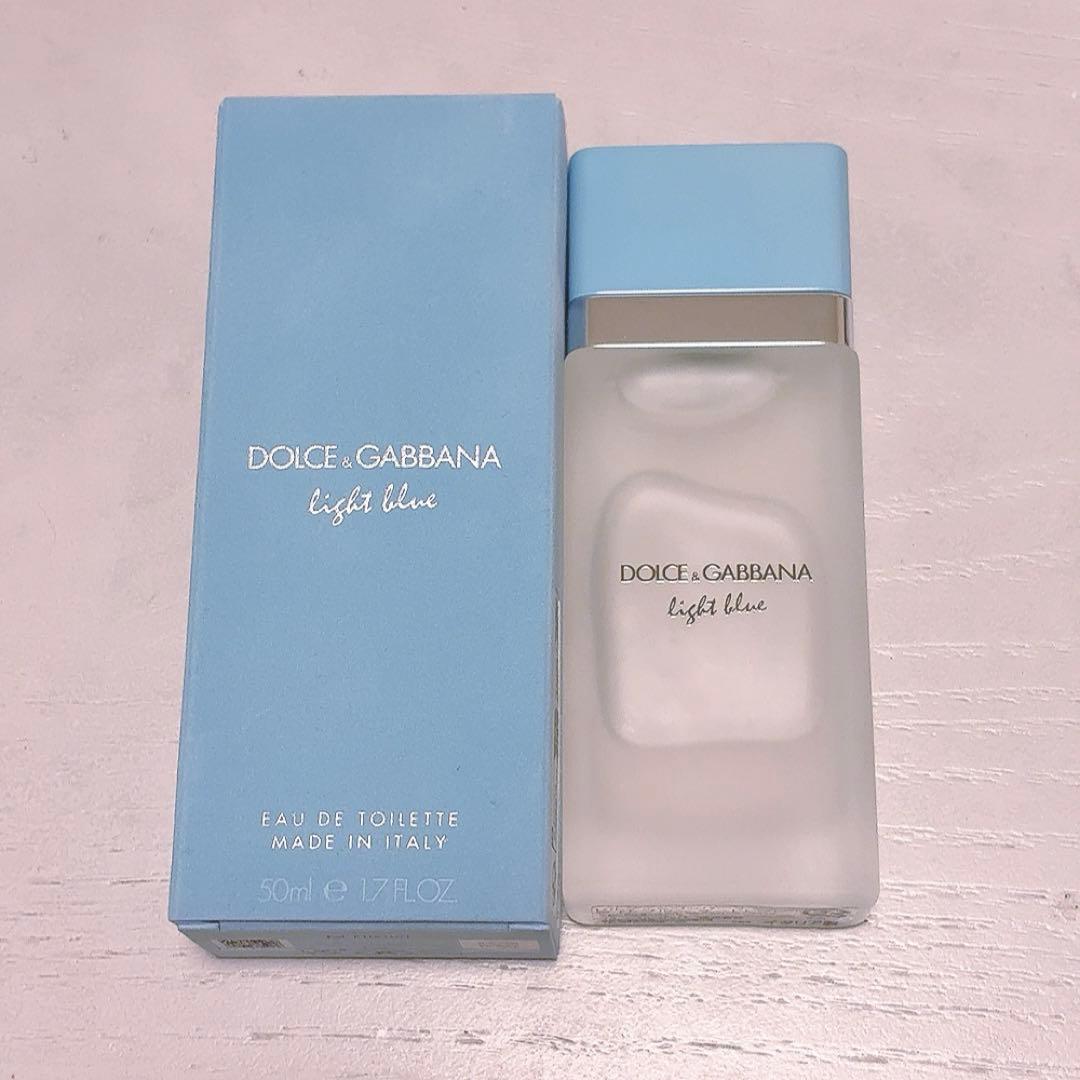 DOLCE & GABBANA
light blue
EAU DE TOILETTE
MADE IN ITALY
50ml ℮ 1.7 FL.OZ.
DOLCE & GABBANA
light blue